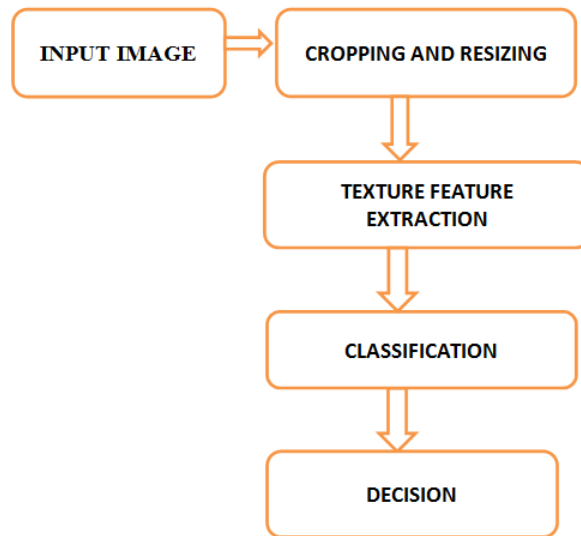 INPUT IMAGE
CROPPING AND RESIZING
TEXTURE FEATURE
EXTRACTION
CLASSIFICATION
DECISION